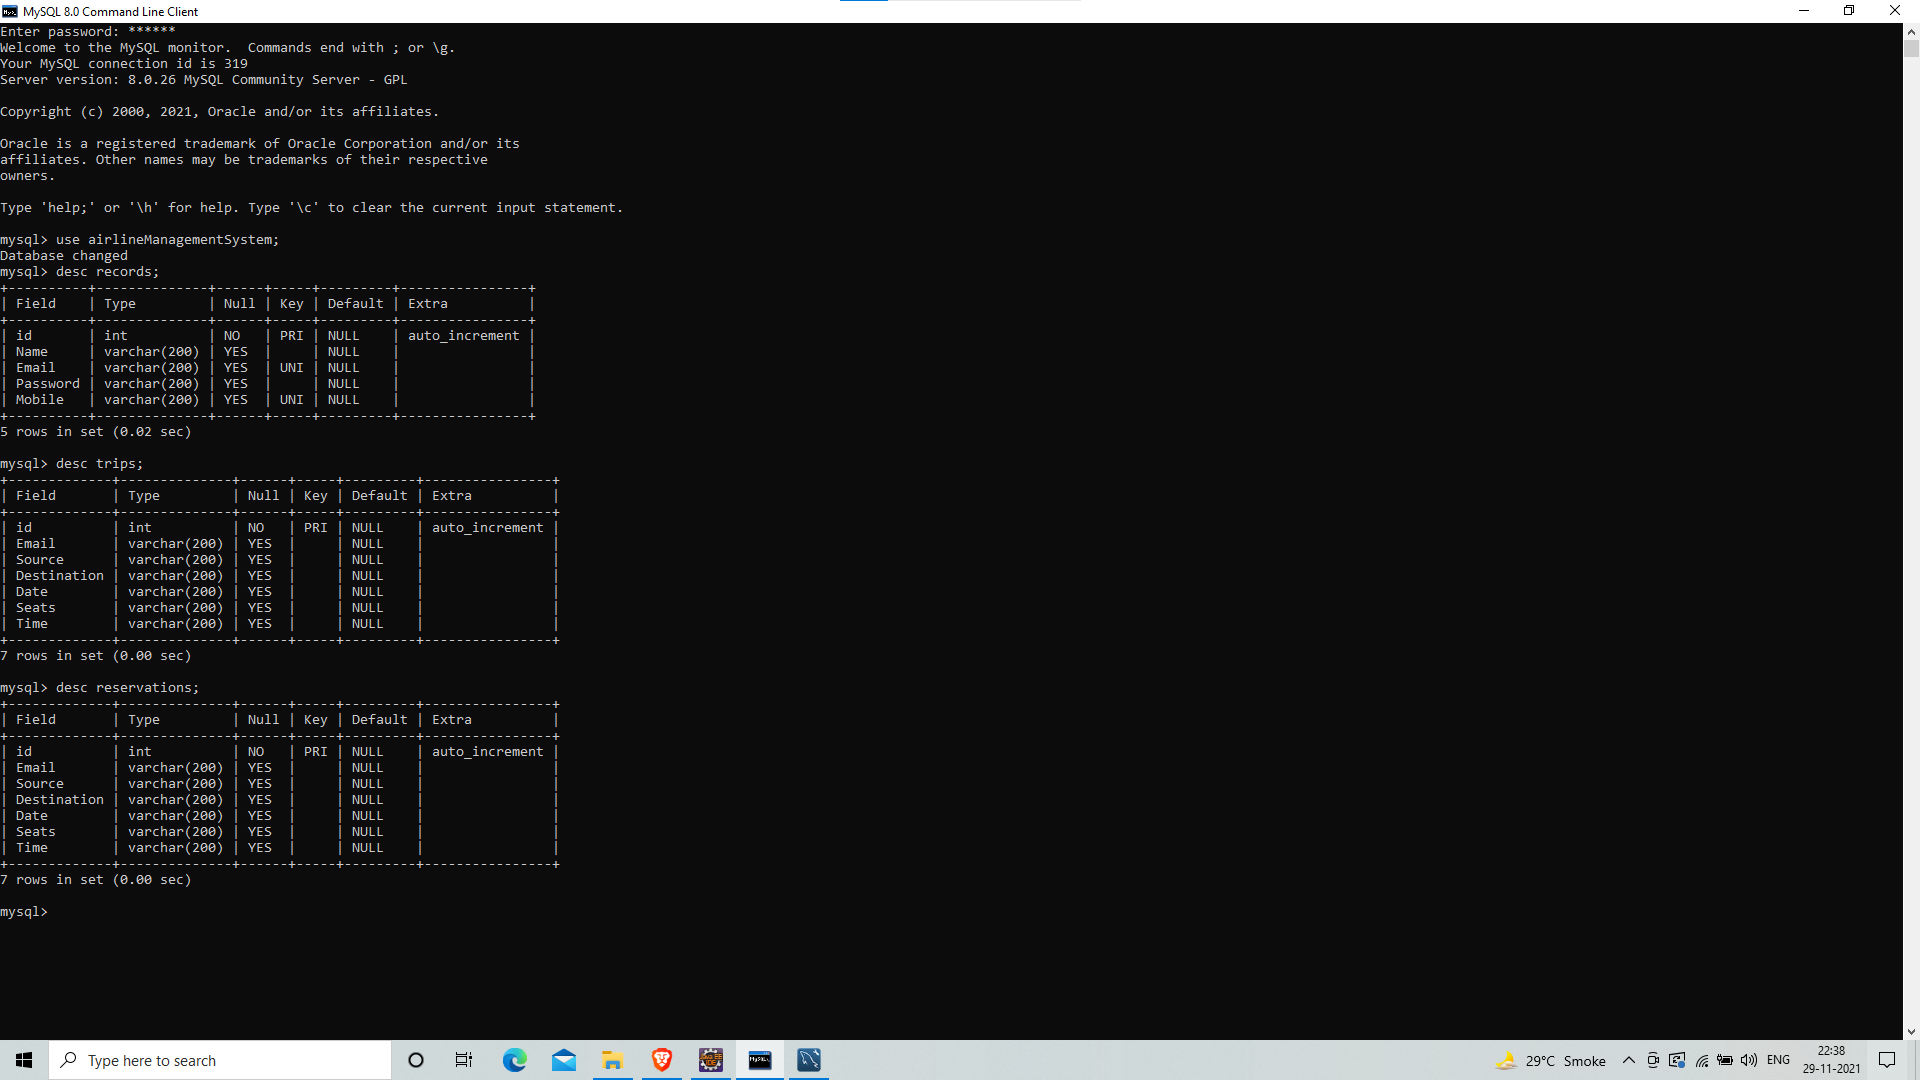 MySQL 8.0 Command Line Client
Enter password: ******
Welcome to the MySQL monitor.  Commands end with ; or \g.
Your MySQL connection id is 319
Server version: 8.0.26 MySQL Community Server - GPL
Copyright (c) 2000, 2021, Oracle and/or its affiliates.
Oracle is a registered trademark of Oracle Corporation and/or its
affiliates. Other names may be trademarks of their respective
owners.
Type 'help;' or '\h' for help. Type '\c' to clear the current input statement.
mysql> use airlineManagementSystem;
Database changed
mysql> desc records;
+----------+--------------+------+-----+---------+----------------+
| Field    | Type         | Null | Key | Default | Extra          |
+----------+--------------+------+-----+---------+----------------+
| id       | int          | NO   | PRI | NULL    | auto_increment |
| Name     | varchar(200) | YES  |     | NULL    |                |
| Email    | varchar(200) | YES  | UNI | NULL    |                |
| Password | varchar(200) | YES  |     | NULL    |                |
| Mobile   | varchar(200) | YES  | UNI | NULL    |                |
+----------+--------------+------+-----+---------+----------------+
5 rows in set (0.02 sec)
mysql> desc trips;
+-------------+--------------+------+-----+---------+----------------+
| Field       | Type         | Null | Key | Default | Extra          |
+-------------+--------------+------+-----+---------+----------------+
| id          | int          | NO   | PRI | NULL    | auto_increment |
| Email       | varchar(200) | YES  |     | NULL    |                |
| Source      | varchar(200) | YES  |     | NULL    |                |
| Destination | varchar(200) | YES  |     | NULL    |                |
| Date        | varchar(200) | YES  |     | NULL    |                |
| Seats       | varchar(200) | YES  |     | NULL    |                |
| Time        | varchar(200) | YES  |     | NULL    |                |
+-------------+--------------+------+-----+---------+----------------+
7 rows in set (0.00 sec)
mysql> desc reservations;
+-------------+--------------+------+-----+---------+----------------+
| Field       | Type         | Null | Key | Default | Extra          |
+-------------+--------------+------+-----+---------+----------------+
| id          | int          | NO   | PRI | NULL    | auto_increment |
| Email       | varchar(200) | YES  |     | NULL    |                |
| Source      | varchar(200) | YES  |     | NULL    |                |
| Destination | varchar(200) | YES  |     | NULL    |                |
| Date        | varchar(200) | YES  |     | NULL    |                |
| Seats       | varchar(200) | YES  |     | NULL    |                |
| Time        | varchar(200) | YES  |     | NULL    |                |
+-------------+--------------+------+-----+---------+----------------+
7 rows in set (0.00 sec)
mysql>
Type here to search
29°C Smoke
ENG
22:38
29-11-2021